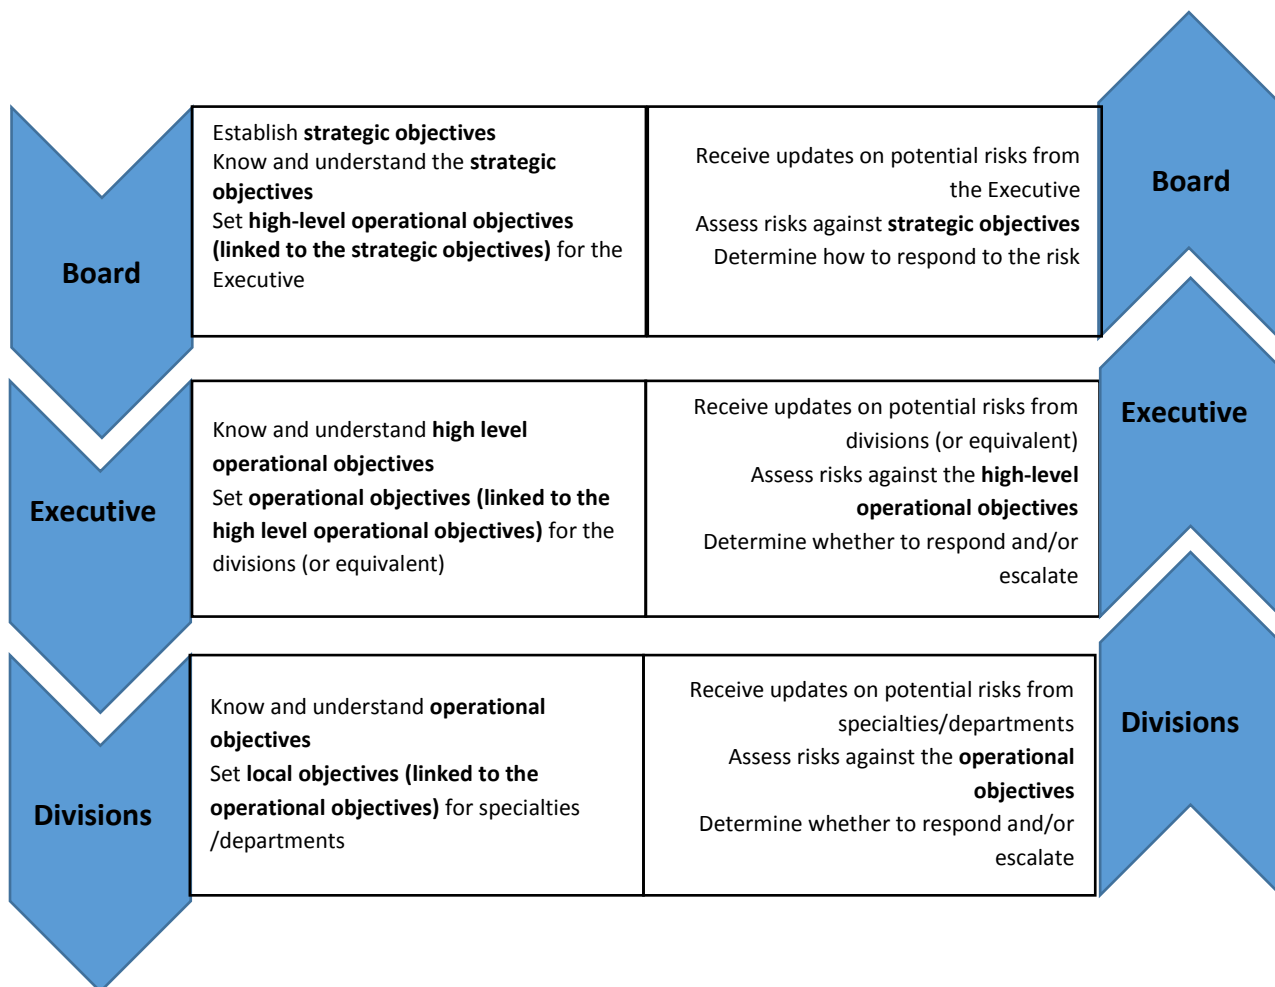 Board
Establish strategic objectives
Know and understand the strategic
objectives
Set high-level operational objectives
(linked to the strategic objectives) for the
Executive
Receive updates on potential risks from
the Executive
Assess risks against strategic objectives
Determine how to respond to the risk
Board
Executive
Know and understand high level
operational objectives
Set operational objectives (linked to the
high level operational objectives) for the
divisions (or equivalent)
Receive updates on potential risks from
divisions (or equivalent)
Assess risks against the high-level
operational objectives
Determine whether to respond and/or
escalate
Executive
Divisions
Know and understand operational
objectives
Set local objectives (linked to the
operational objectives) for specialties
/departments
Receive updates on potential risks from
specialties/departments
Assess risks against the operational
objectives
Determine whether to respond and/or
escalate
Divisions